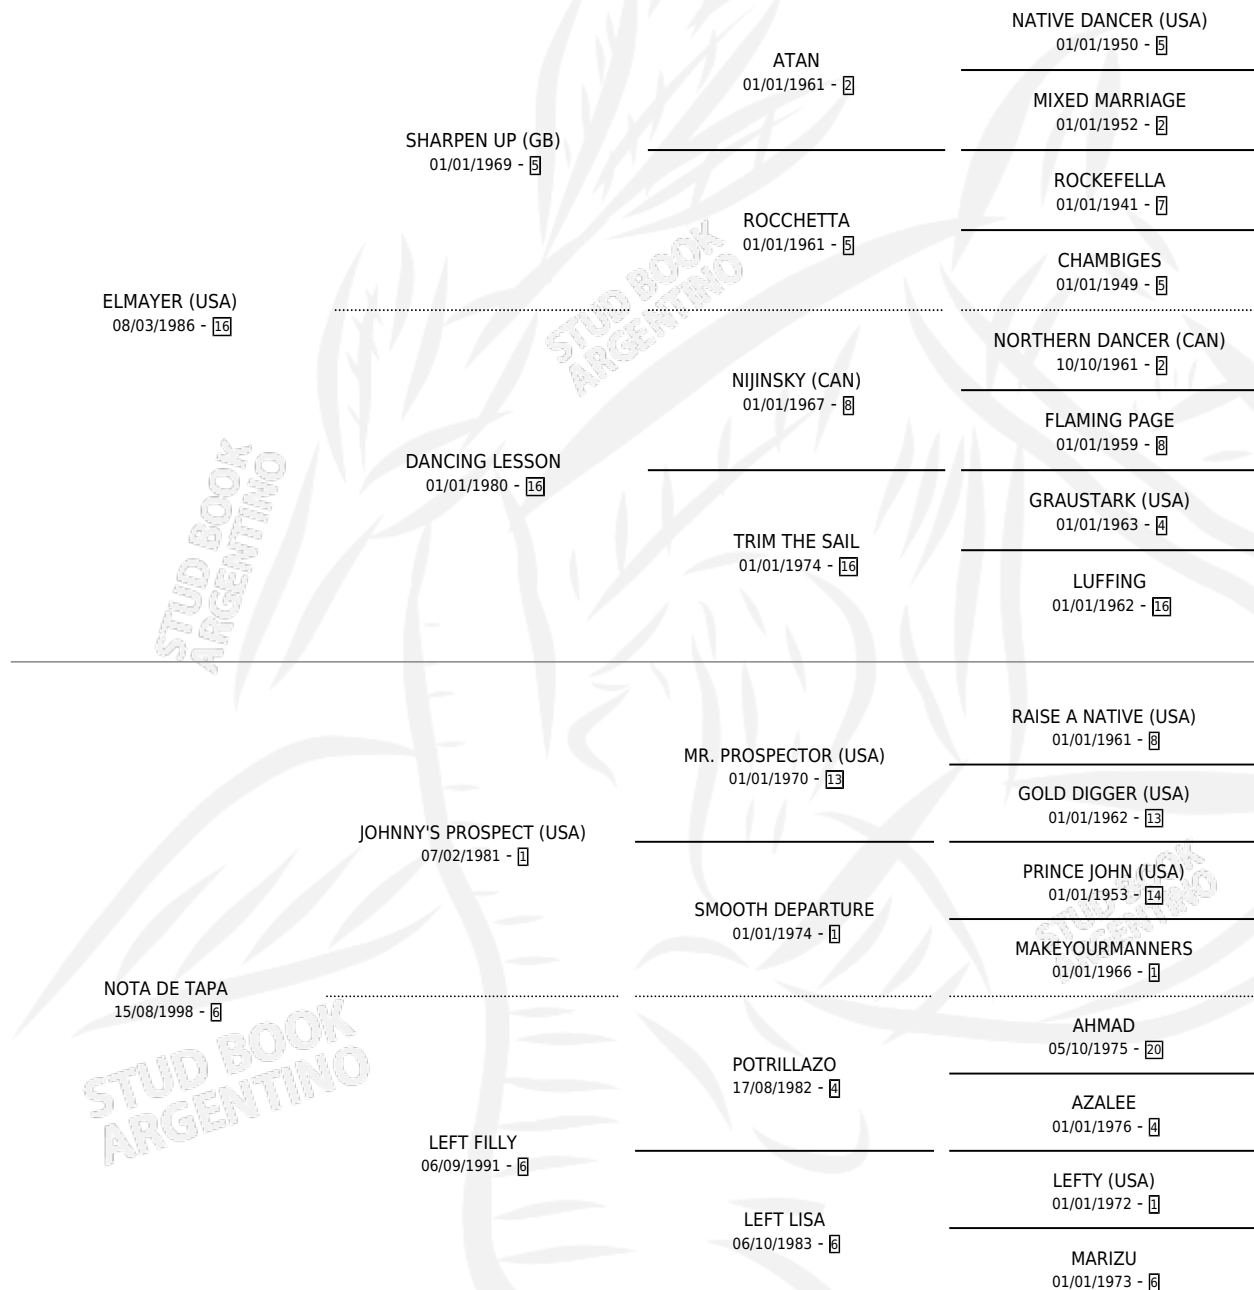 NATIVE DANCER (USA)
01/01/1950 - 5
ATAN
01/01/1961 - 2
MIXED MARRIAGE
01/01/1952 - 2
SHARPEN UP (GB)
01/01/1969 - 5
ROCKEFELLA
01/01/1941 - 7
ROCCHETTA
01/01/1961 - 5
CHAMBIGES
01/01/1949 - 5
ELMAYER (USA)
08/03/1986 - 16
NORTHERN DANCER (CAN)
10/10/1961 - 2
NIJINSKY (CAN)
01/01/1967 - 8
FLAMING PAGE
01/01/1959 - 8
DANCING LESSON
01/01/1980 - 16
GRAUSTARK (USA)
01/01/1963 - 4
TRIM THE SAIL
01/01/1974 - 16
LUFFING
01/01/1962 - 16
RAISE A NATIVE (USA)
01/01/1961 - 8
MR. PROSPECTOR (USA)
01/01/1970 - 13
GOLD DIGGER (USA)
01/01/1962 - 13
JOHNNY'S PROSPECT (USA)
07/02/1981 - 1
PRINCE JOHN (USA)
01/01/1953 - 14
SMOOTH DEPARTURE
01/01/1974 - 1
MAKEYOURMANNERS
01/01/1966 - 1
NOTA DE TAPA
15/08/1998 - 6
AHMAD
05/10/1975 - 20
POTRILLAZO
17/08/1982 - 4
AZALEE
01/01/1976 - 4
LEFT FILLY
06/09/1991 - 6
LEFTY (USA)
01/01/1972 - 1
LEFT LISA
06/10/1983 - 6
MARIZU
01/01/1973 - 6
STUD BOOK
ARGENTINO
STUD BOOK
ARGENTINO
STUD BOOK
ARGENTINO
STUD BOOK
ARGENTINO